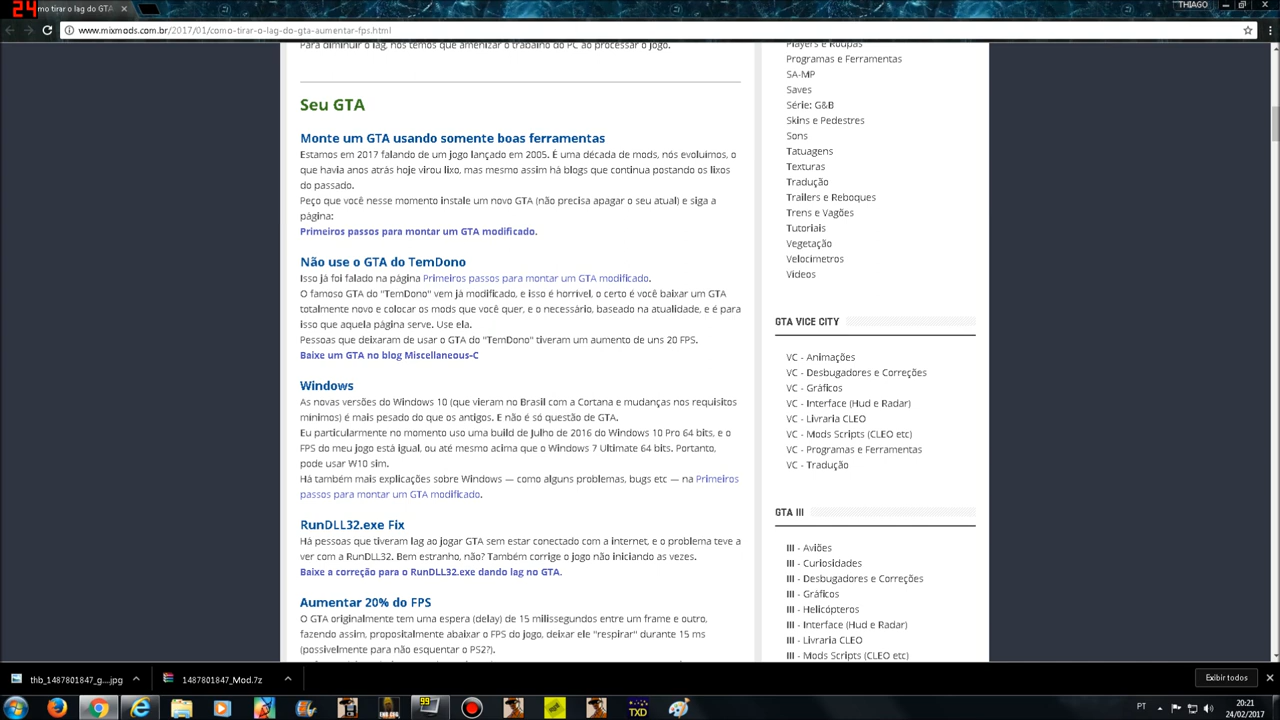 24
mo tirar o lag do GTA
THIAGO
www.mixmods.com.br/2017/01/como-tirar-o-lag-do-gta-aumentar-fps.html
Para diminuir o lag, nós temos que amenizar o trabalho do PC ao processar o jogo.
Seu GTA
Monte um GTA usando somente boas ferramentas
Estamos em 2017 falando de um jogo lançado em 2005. É uma década de mods, nós evoluímos, o
que havia anos atrás hoje virou lixo, mas mesmo assim há blogs que continua postando os lixos
do passado.
Peço que você nesse momento instale um novo GTA (não precisa apagar o seu atual) e siga a
página:
Primeiros passos para montar um GTA modificado.
Não use o GTA do TemDono
Isso já foi falado na página Primeiros passos para montar um GTA modificado.
O famoso GTA do "TemDono" vem já modificado, e isso é horrível, o certo é você baixar um GTA
totalmente novo e colocar os mods que você quer, e o necessário, baseado na atualidade, e é para
isso que aquela página serve. Use ela.
Pessoas que deixaram de usar o GTA do "TemDono" tiveram um aumento de uns 20 FPS.
Baixe um GTA no blog Miscellaneous-C
Windows
As novas versões do Windows 10 (que vieram no Brasil com a Cortana e mudanças nos requisitos
mínimos) é mais pesado do que os antigos. E não é só questão de GTA.
Eu particularmente no momento uso uma build de Julho de 2016 do Windows 10 Pro 64 bits, e o
FPS do meu jogo está igual, ou até mesmo acima que o Windows 7 Ultimate 64 bits. Portanto,
pode usar W10 sim.
Há também mais explicações sobre Windows — como alguns problemas, bugs etc — na Primeiros
passos para montar um GTA modificado.
RunDLL32.exe Fix
Há pessoas que tiveram lag ao jogar GTA sem estar conectado com a internet, e o problema teve a
ver com a RunDLL32. Bem estranho, não? Também corrige o jogo não iniciando as vezes.
Baixe a correção para o RunDLL32.exe dando lag no GTA.
Aumentar 20% do FPS
O GTA originalmente tem uma espera (delay) de 15 milissegundos entre um frame e outro,
fazendo assim, propositalmente abaixar o FPS do jogo, deixar ele "respirar" durante 15 ms
(possivelmente para não esquentar o PS2?).
Players e Roupas
Programas e Ferramentas
SA-MP
Saves
Série: G&B
Skins e Pedestres
Sons
Tatuagens
Texturas
Tradução
Trailers e Reboques
Trens e Vagões
Tutoriais
Vegetação
Velocímetros
Vídeos
GTA VICE CITY
VC - Animações
VC - Desbugadores e Correções
VC - Gráficos
VC - Interface (Hud e Radar)
VC - Livraria CLEO
VC - Mods Scripts (CLEO etc)
VC - Programas e Ferramentas
VC - Tradução
GTA III
III - Aviões
III - Curiosidades
III - Desbugadores e Correções
III - Gráficos
III - Helicópteros
III - Interface (Hud e Radar)
III - Livraria CLEO
III - Mods Scripts (CLEO etc)
thb_1487801847_g....jpg
1487801847_Mod.7z
Exibir todos
99
TXD
PT
20:21
24/02/2017